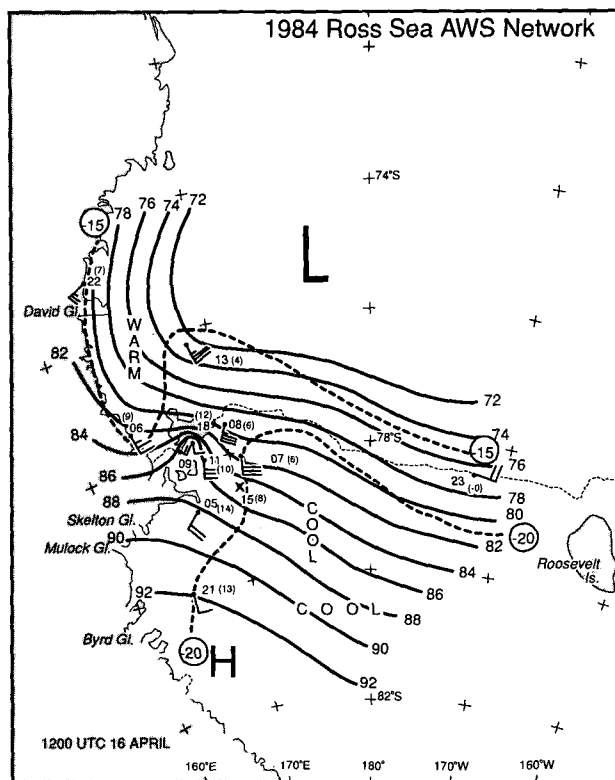 1984 Ross Sea AWS Network
74°S
78 76 74 72
-15
L
22 (7)
David Gl.
WARM
13 (4)
82
72
(9)
06
(12)
18
08 (6)
74
-15
84
78°S
76
11
(10)
09
07 (6)
23 (-0)
78
86
15 (8)
80
88
05 (14)
COOL
82
-20
Skelton Gl.
90
84
Roosevelt Is.
Mulock Gl.
86
92
21 (13)
COOL
88
Byrd Gl.
-20
H
90
92
82°S
1200 UTC 16 APRIL
160°E 170°E 180° 170°W 160°W